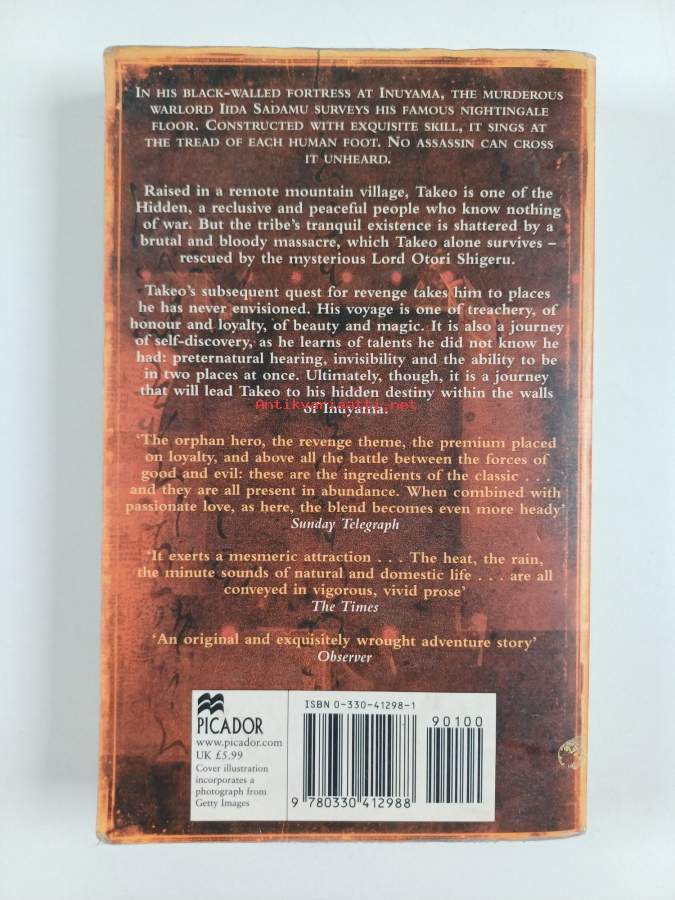 IN HIS BLACK-WALLED FORTRESS AT INUYAMA, THE MURDEROUS
WARLORD IIDA SADAMU SURVEYS HIS FAMOUS NIGHTINGALE
FLOOR. CONSTRUCTED WITH EXQUISITE SKILL, IT SINGS AT
THE TREAD OF EACH HUMAN FOOT. NO ASSASSIN CAN CROSS
IT UNHEARD.
Raised in a remote mountain village, Takeo is one of the
Hidden, a reclusive and peaceful people who know nothing
of war. But the tribe's tranquil existence is shattered by a
brutal and bloody massacre, which Takeo alone survives –
rescued by the mysterious Lord Otori Shigeru.
Takeo's subsequent quest for revenge takes him to places
he has never envisioned. His voyage is one of treachery, of
honour and loyalty, of beauty and magic. It is also a journey
of self-discovery, as he learns of talents he did not know he
had: preternatural hearing, invisibility and the ability to be
in two places at once. Ultimately, though, it is a journey
that will lead Takeo to his hidden destiny within the walls
Antikvariaatti.net
of Inuyama.
'The orphan hero, the revenge theme, the premium placed
on loyalty, and above all the battle between the forces of
good and evil: these are the ingredients of the classic . . .
and they are all present in abundance. When combined with
passionate love, as here, the blend becomes even more heady'
Sunday Telegraph
'It exerts a mesmeric attraction . . . The heat, the rain,
the minute sounds of natural and domestic life . . . are all
conveyed in vigorous, vivid prose'
The Times
'An original and exquisitely wrought adventure story'
Observer
PICADOR
www.picador.com
UK £5.99
Cover illustration
incorporates a
photograph from
Getty Images
ISBN 0-330-41298-1
90100
9 780330 412988